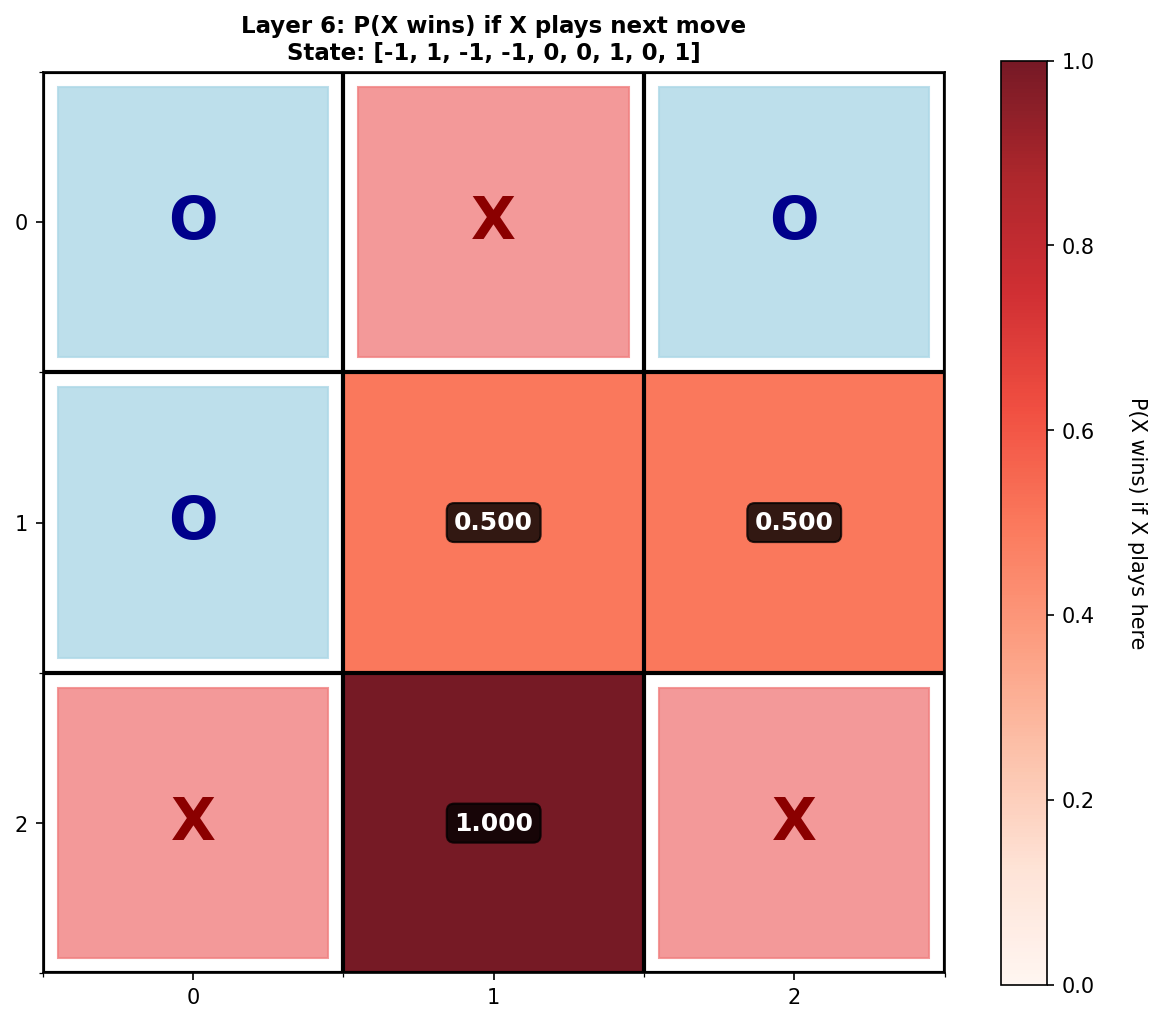 Layer 6: P(X wins) if X plays next move
State: [-1, 1, -1, -1, 0, 0, 1, 0, 1]
O X O
O 0.500 0.500
X 1.000 X
0
1
2
0 1 2
1.0
0.8
0.6
0.4
0.2
0.0
P(X wins) if X plays here